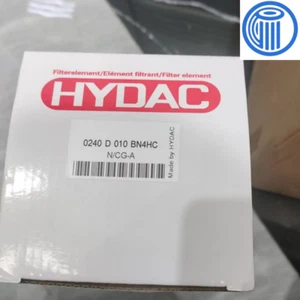 Filterelement/Elément filtrant/Filter element
HYDAC
0240 D 010 BN4HC
N/CG-A
Made by HYDAC